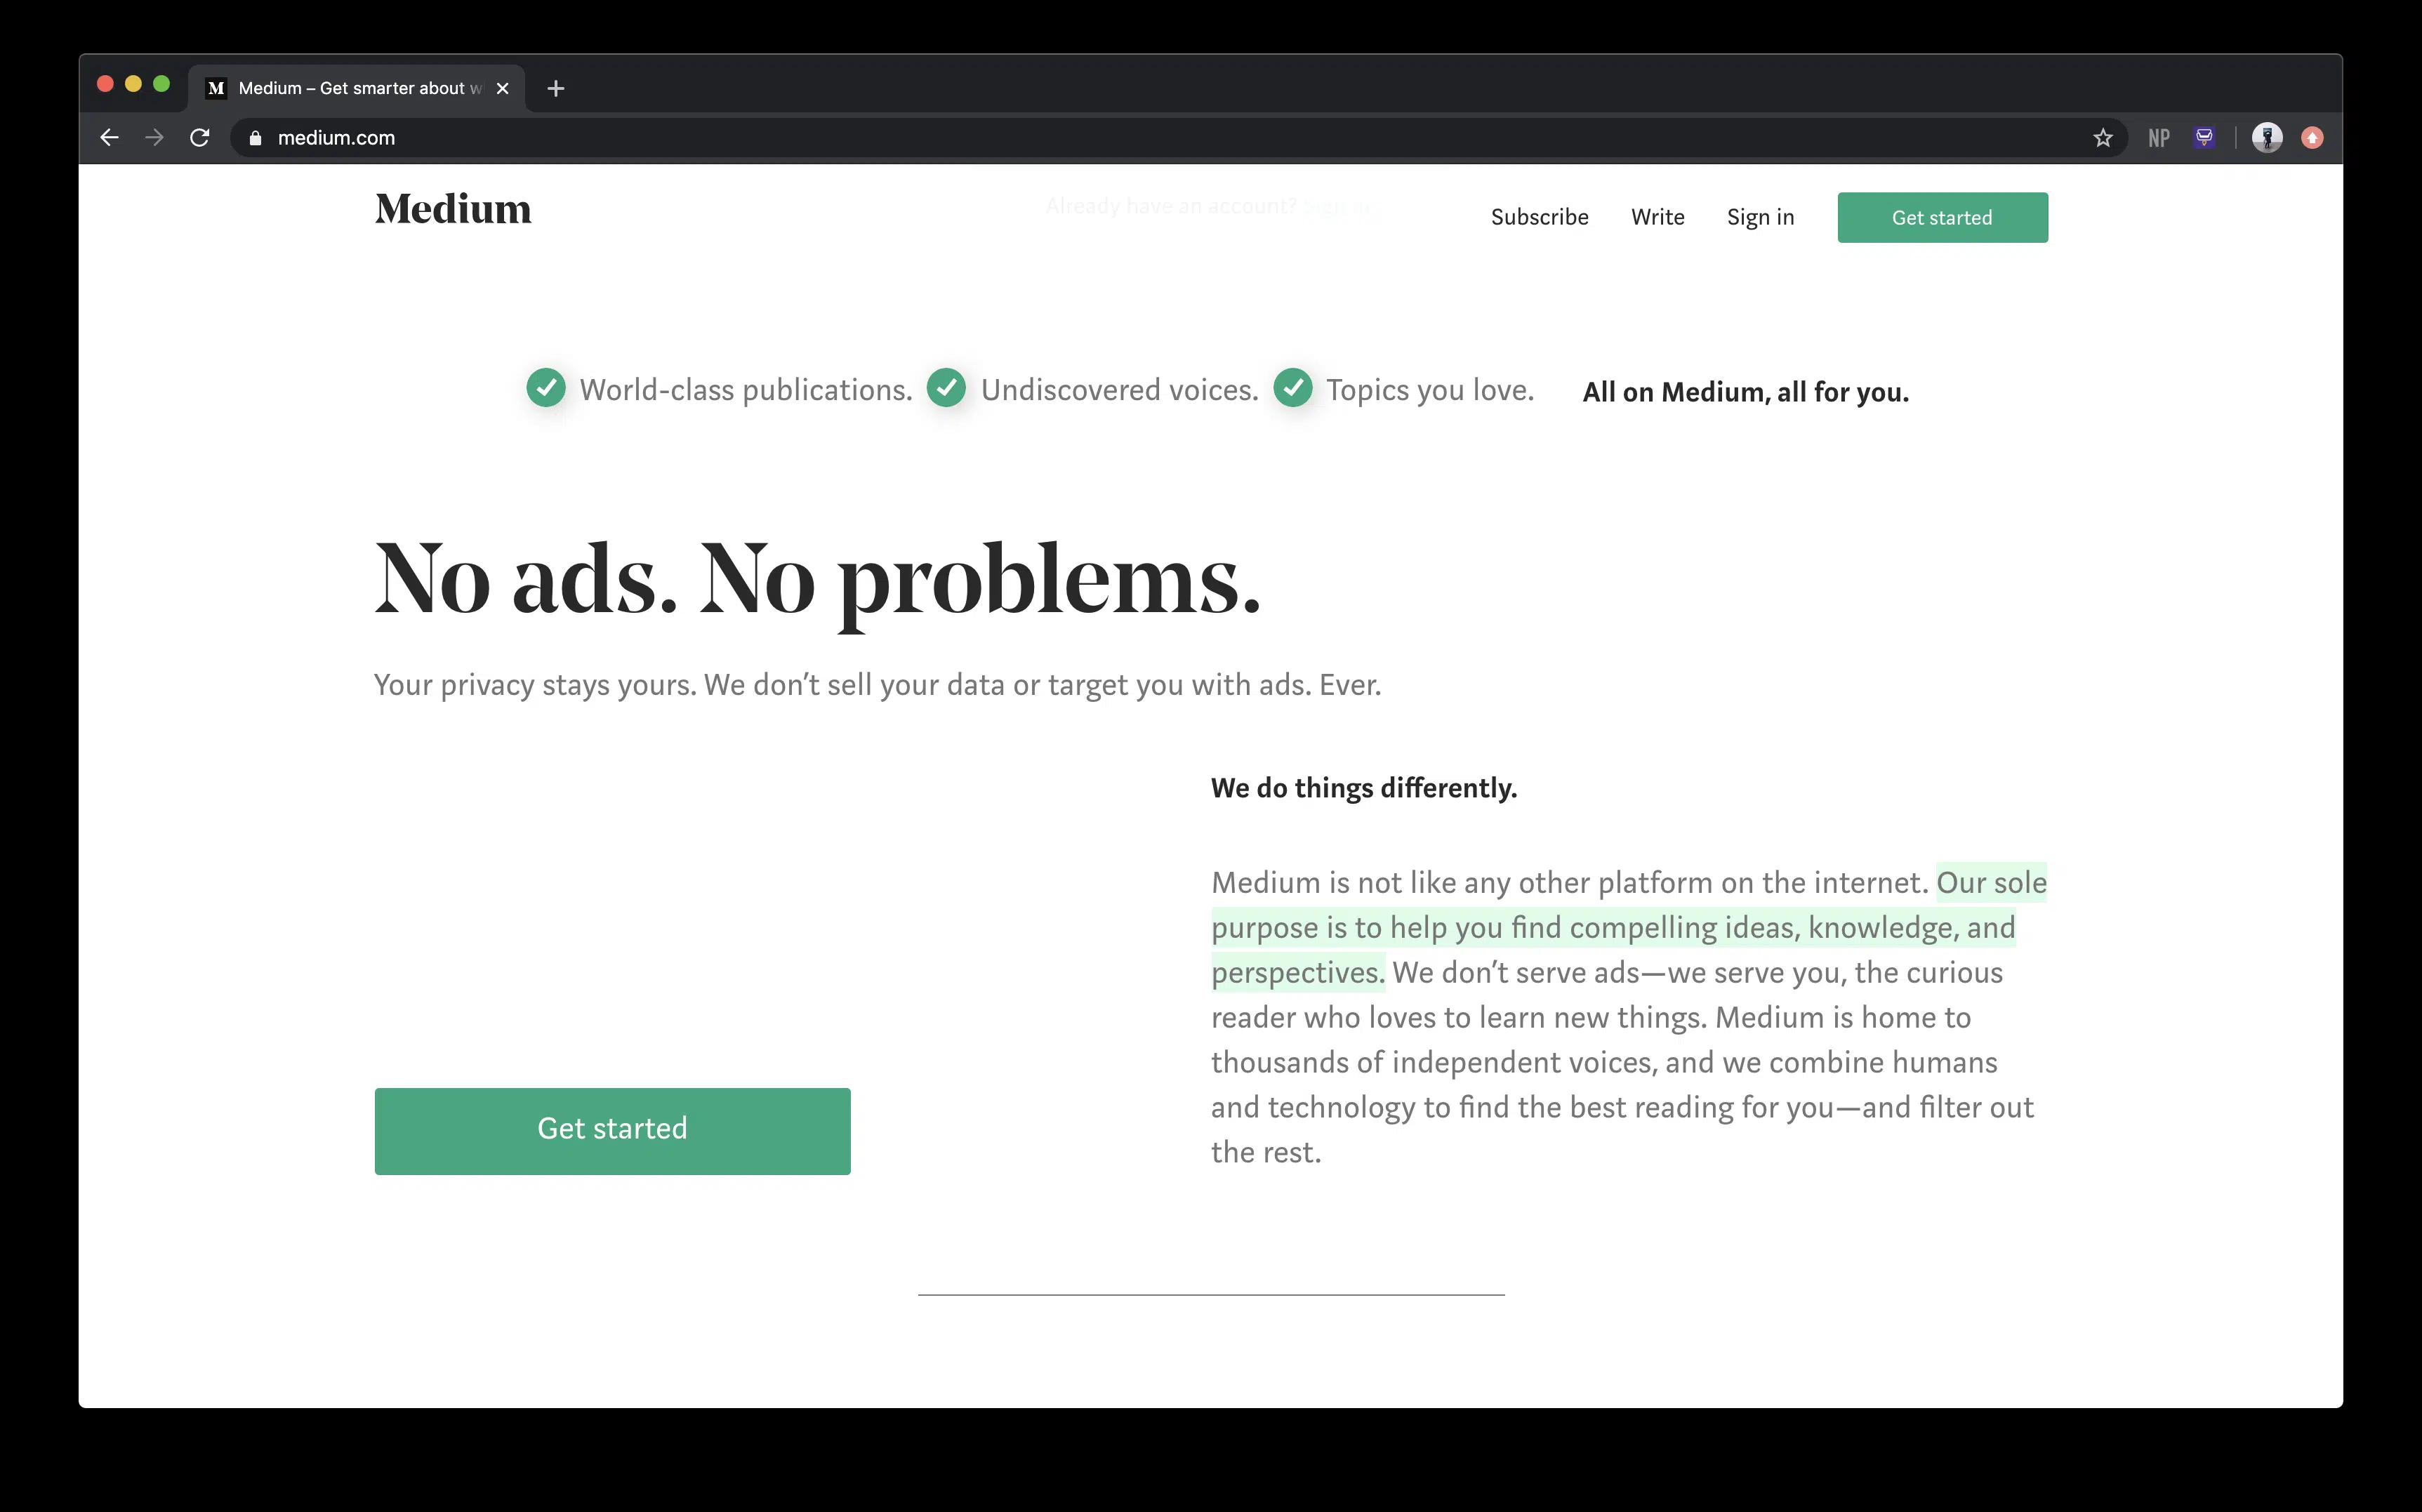 M Medium – Get smarter about w
medium.com
NP
Medium
Already have an account? Sign in
Subscribe Write Sign in Get started
World-class publications. Undiscovered voices. Topics you love. All on Medium, all for you.
No ads. No problems.
Your privacy stays yours. We don’t sell your data or target you with ads. Ever.
We do things differently.
Medium is not like any other platform on the internet. Our sole
purpose is to help you find compelling ideas, knowledge, and
perspectives. We don’t serve ads—we serve you, the curious
reader who loves to learn new things. Medium is home to
thousands of independent voices, and we combine humans
and technology to find the best reading for you—and filter out
the rest.
Get started